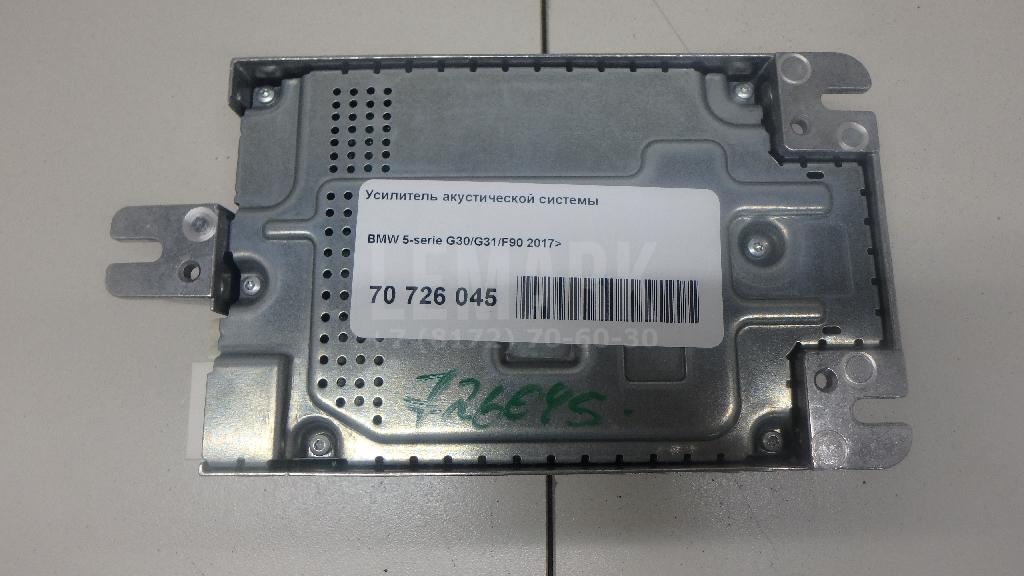 Усилитель акустической системы
BMW 5-serie G30/G31/F90 2017>
LEMARK
70 726 045
+7 (8172) 70-60-30